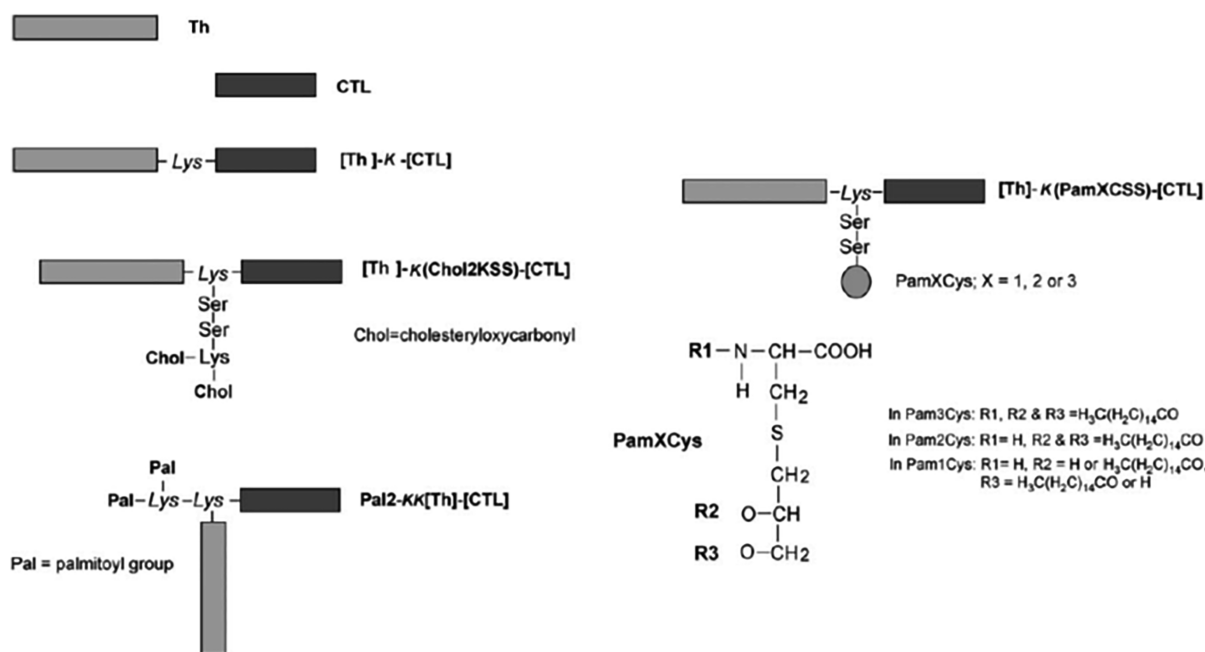 Th
CTL
Lys
[Th ]-K -[CTL]
Lys
[Th ]-K(Chol2KSS)-[CTL]
Ser
Ser
Chol–Lys
Chol
Chol=cholesteryloxycarbonyl
Pal
Pal–Lys–Lys
Pal2-KK[Th]-[CTL]
Pal = palmitoyl group
Lys
[Th]-K(PamXCSS)-[CTL]
Ser
Ser
PamXCys; X = 1, 2 or 3
R1–N–CH–COOH
H CH₂
S
PamXCys
CH₂
R2 O–CH
R3 O–CH₂
In Pam3Cys: R1, R2 & R3 =H₃C(H₂C)₁₄CO
In Pam2Cys: R1= H, R2 & R3 =H₃C(H₂C)₁₄CO
In Pam1Cys: R1= H, R2 = H or H₃C(H₂C)₁₄CO,
R3 = H₃C(H₂C)₁₄CO or H